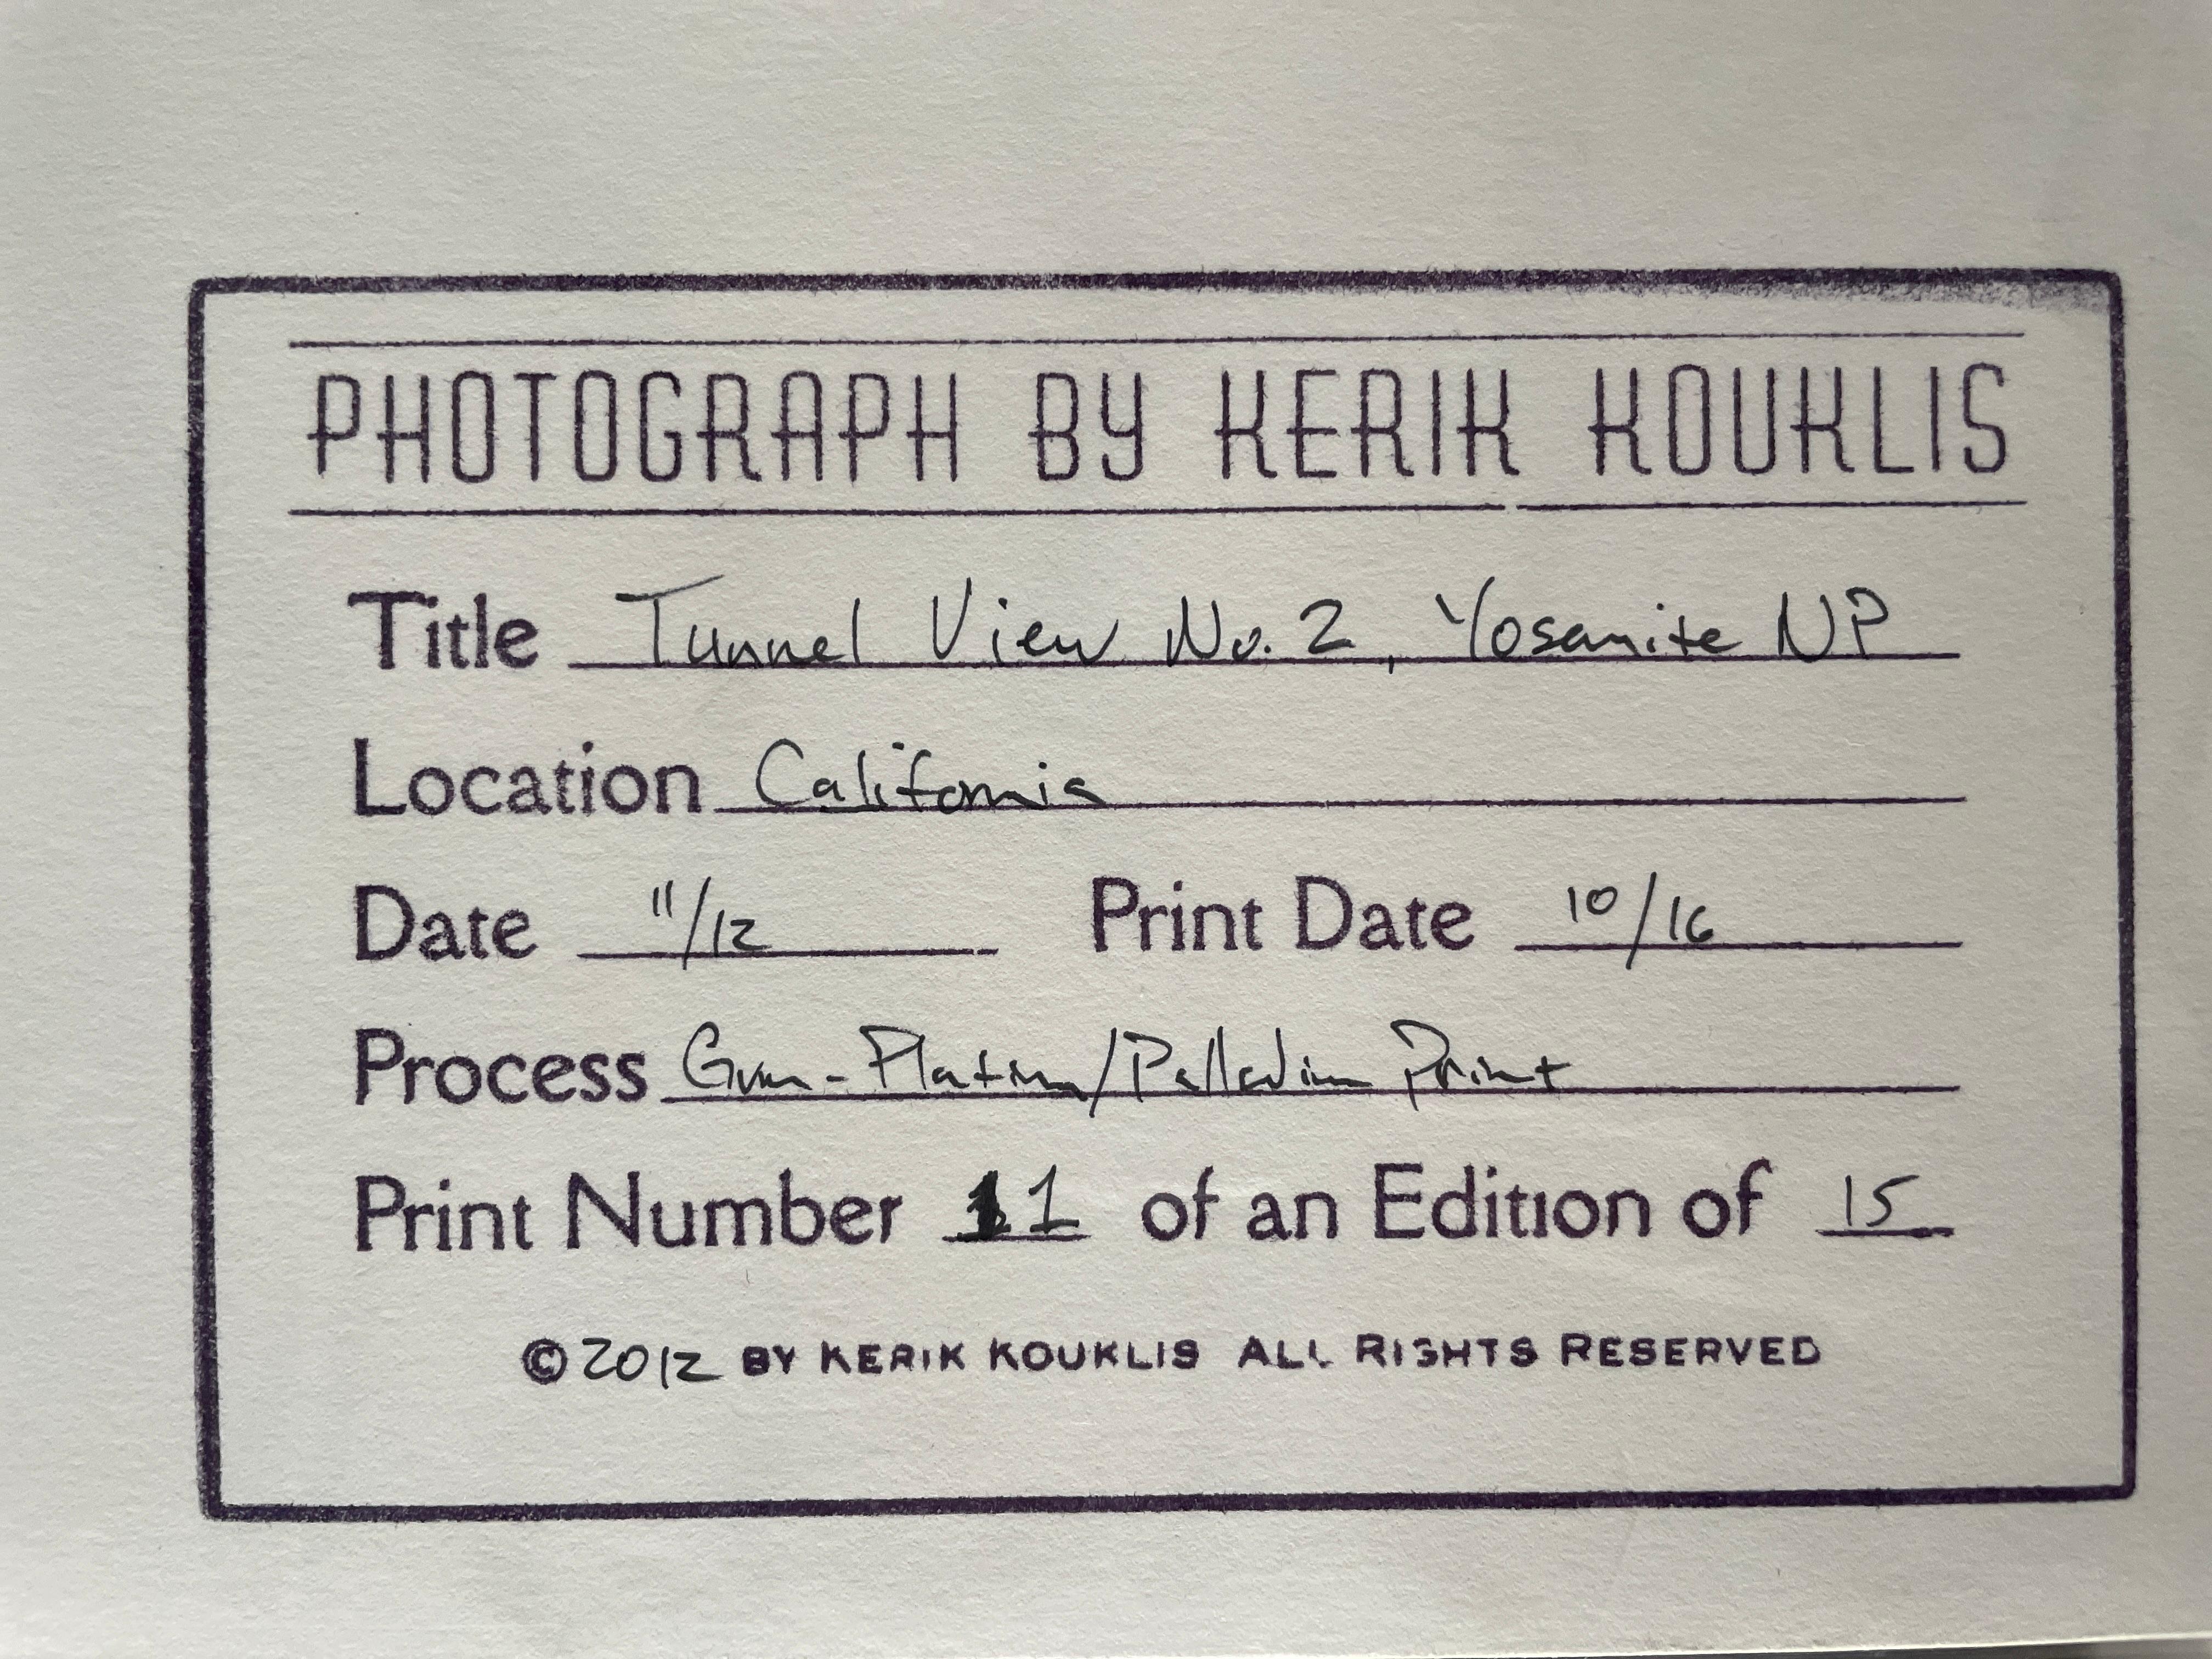 PHOTOGRAPH BY KERIK KOUKLIS
Title Tunnel View No. 2, Yosemite NP
Location California
Date 11/12 Print Date 10/16
Process Gum-Platinum/Palladium Print
Print Number 11 of an Edition of 15
©2012 BY KERIK KOUKLIS ALL RIGHTS RESERVED